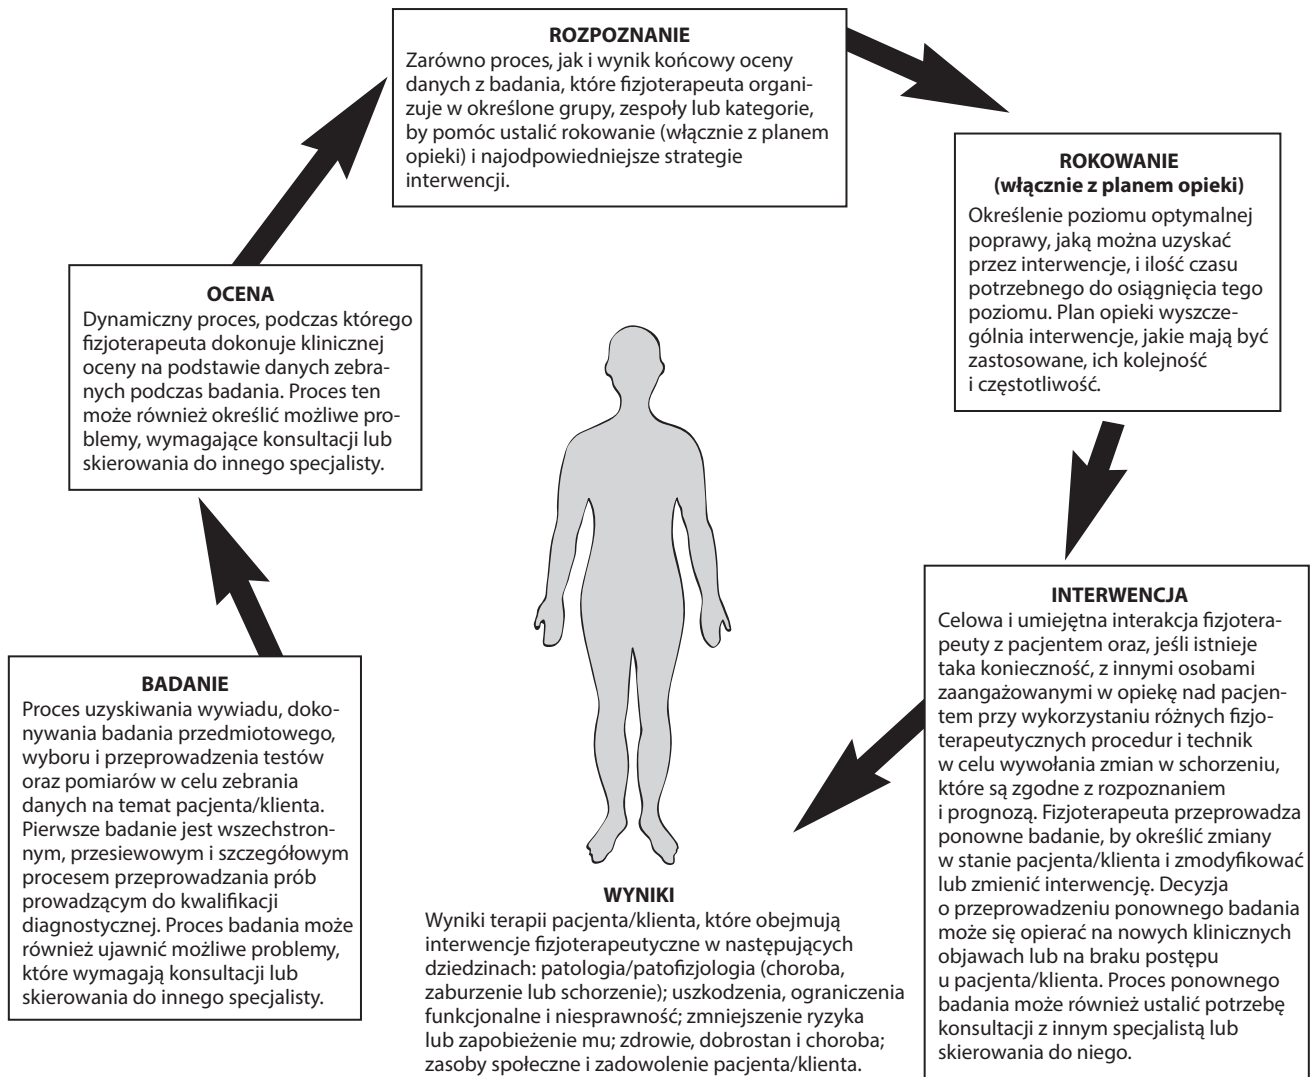 ROZPOZNANIE
Zarówno proces, jak i wynik końcowy oceny
danych z badania, które fizjoterapeuta organi-
zuje w określone grupy, zespoły lub kategorie,
by pomóc ustalić rokowanie (włącznie z planem
opieki) i najodpowiedniejsze strategie
interwencji.
ROKOWANIE
(włącznie z planem opieki)
Określenie poziomu optymalnej
poprawy, jaką można uzyskać
przez interwencje, i ilość czasu
potrzebnego do osiągnięcia tego
poziomu. Plan opieki wyszcze-
gólnia interwencje, jakie mają być
zastosowane, ich kolejność
i częstotliwość.
OCENA
Dynamiczny proces, podczas którego
fizjoterapeuta dokonuje klinicznej
oceny na podstawie danych zebra-
nych podczas badania. Proces ten
może również określić możliwe pro-
blemy, wymagające konsultacji lub
skierowania do innego specjalisty.
INTERWENCJA
Celowa i umiejętna interakcja fizjotera-
peuty z pacjentem oraz, jeśli istnieje
taka konieczność, z innymi osobami
zaangażowanymi w opiekę nad pacjen-
tem przy wykorzystaniu różnych fizjo-
terapeutycznych procedur i technik
w celu wywołania zmian w schorzeniu,
które są zgodne z rozpoznaniem
i prognozą. Fizjoterapeuta przeprowadza
ponowne badanie, by określić zmiany
w stanie pacjenta/klienta i zmodyfikować
lub zmienić interwencję. Decyzja
o przeprowadzeniu ponownego badania
może się opierać na nowych klinicznych
objawach lub na braku postępu
u pacjenta/klienta. Proces ponownego
badania może również ustalić potrzebę
konsultacji z innym specjalistą lub
skierowania do niego.
BADANIE
Proces uzyskiwania wywiadu, doko-
nywania badania przedmiotowego,
wyboru i przeprowadzenia testów
oraz pomiarów w celu zebrania
danych na temat pacjenta/klienta.
Pierwsze badanie jest wszechstron-
nym, przesiewowym i szczegółowym
procesem przeprowadzania prób
prowadzącym do kwalifikacji
diagnostycznej. Proces badania może
również ujawnić możliwe problemy,
które wymagają konsultacji lub
skierowania do innego specjalisty.
WYNIKI
Wyniki terapii pacjenta/klienta, które obejmują
interwencje fizjoterapeutyczne w następujących
dziedzinach: patologia/patofizjologia (choroba,
zaburzenie lub schorzenie); uszkodzenia, ograniczenia
funkcjonalne i niesprawność; zmniejszenie ryzyka
lub zapobieżenie mu; zdrowie, dobrostan i choroba;
zasoby społeczne i zadowolenie pacjenta/klienta.